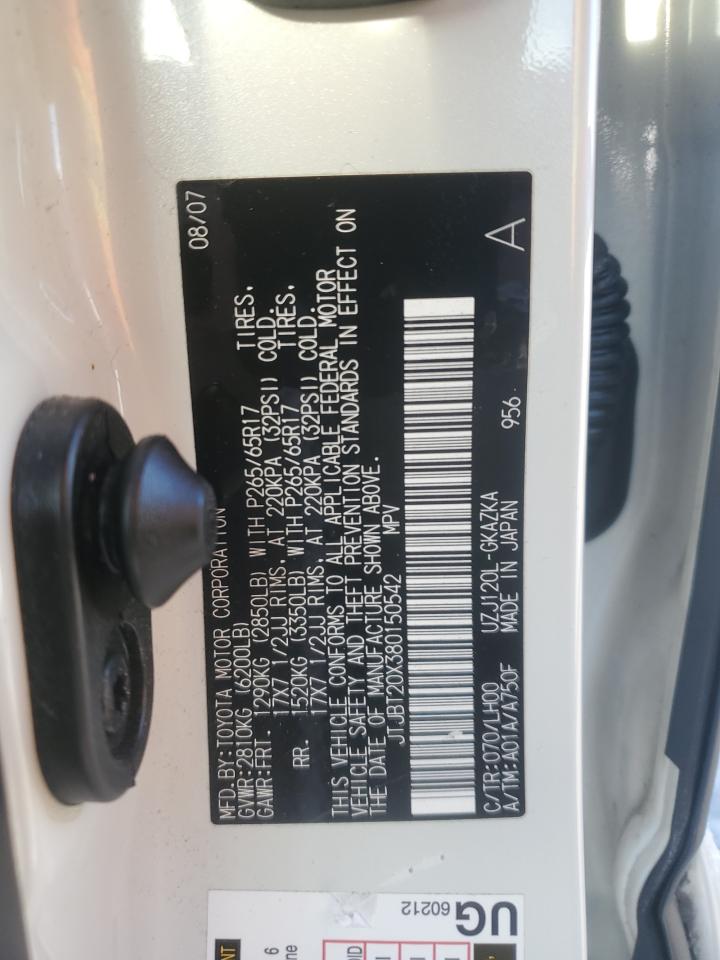 MFD.BY:TOYOTA MOTOR CORPORATION 08/07
GVWR:2810KG (6200LB)
GAWR:FRT. 1290KG (2850LB) WITH P265/65R17 TIRES,
17X7 1/2JJ RIMS, AT 220KPA (32PSI) COLD.
RR. 1520KG (3350LB) WITH P265/65R17 TIRES,
17X7 1/2JJ RIMS, AT 220KPA (32PSI) COLD.
THIS VEHICLE CONFORMS TO ALL APPLICABLE FEDERAL MOTOR
VEHICLE SAFETY AND THEFT PREVENTION STANDARDS IN EFFECT ON
THE DATE OF MANUFACTURE SHOWN ABOVE.
JTJBT20X380150542 MPV
C/TR:070/LH00 UZJ120L-GKAZKA
A/TM:A01A/A750F MADE IN JAPAN 956
A
UG
60212
6